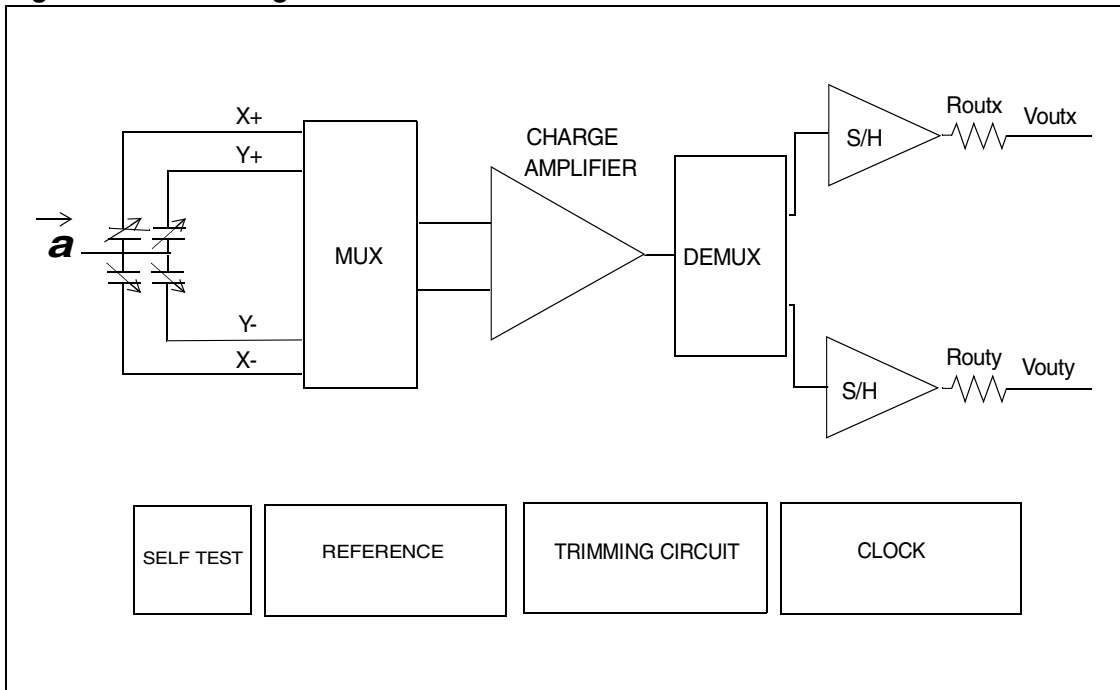 X+
Y+
a
Y-
X-
MUX
CHARGE
AMPLIFIER
DEMUX
S/H
Routx
Voutx
S/H
Routy
Vouty
SELF TEST
REFERENCE
TRIMMING CIRCUIT
CLOCK